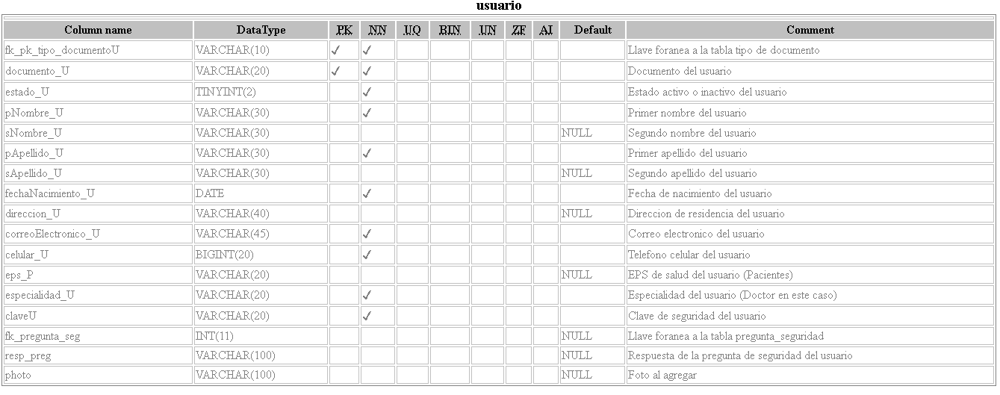 usuario
Column name DataType PK NN UQ BIN UN ZF AI Default Comment
fk_pk_tipo_documentoU VARCHAR(10) ✓ ✓ Llave foranea a la tabla tipo de documento
documento_U VARCHAR(20) ✓ ✓ Documento del usuario
estado_U TINYINT(2) ✓ Estado activo o inactivo del usuario
pNombre_U VARCHAR(30) ✓ Primer nombre del usuario
sNombre_U VARCHAR(30) NULL Segundo nombre del usuario
pApellido_U VARCHAR(30) ✓ Primer apellido del usuario
sApellido_U VARCHAR(30) NULL Segundo apellido del usuario
fechaNacimiento_U DATE ✓ Fecha de nacimiento del usuario
direccion_U VARCHAR(40) NULL Direccion de residencia del usuario
correoElectronico_U VARCHAR(45) ✓ Correo electronico del usuario
celular_U BIGINT(20) ✓ Telefono celular del usuario
eps_P VARCHAR(20) NULL EPS de salud del usuario (Pacientes)
especialidad_U VARCHAR(20) ✓ Especialidad del usuario (Doctor en este caso)
claveU VARCHAR(20) ✓ Clave de seguridad del usuario
fk_pregunta_seg INT(11) NULL Llave foranea a la tabla pregunta_seguridad
resp_preg VARCHAR(100) NULL Respuesta de la pregunta de seguridad del usuario
photo VARCHAR(100) NULL Foto al agregar